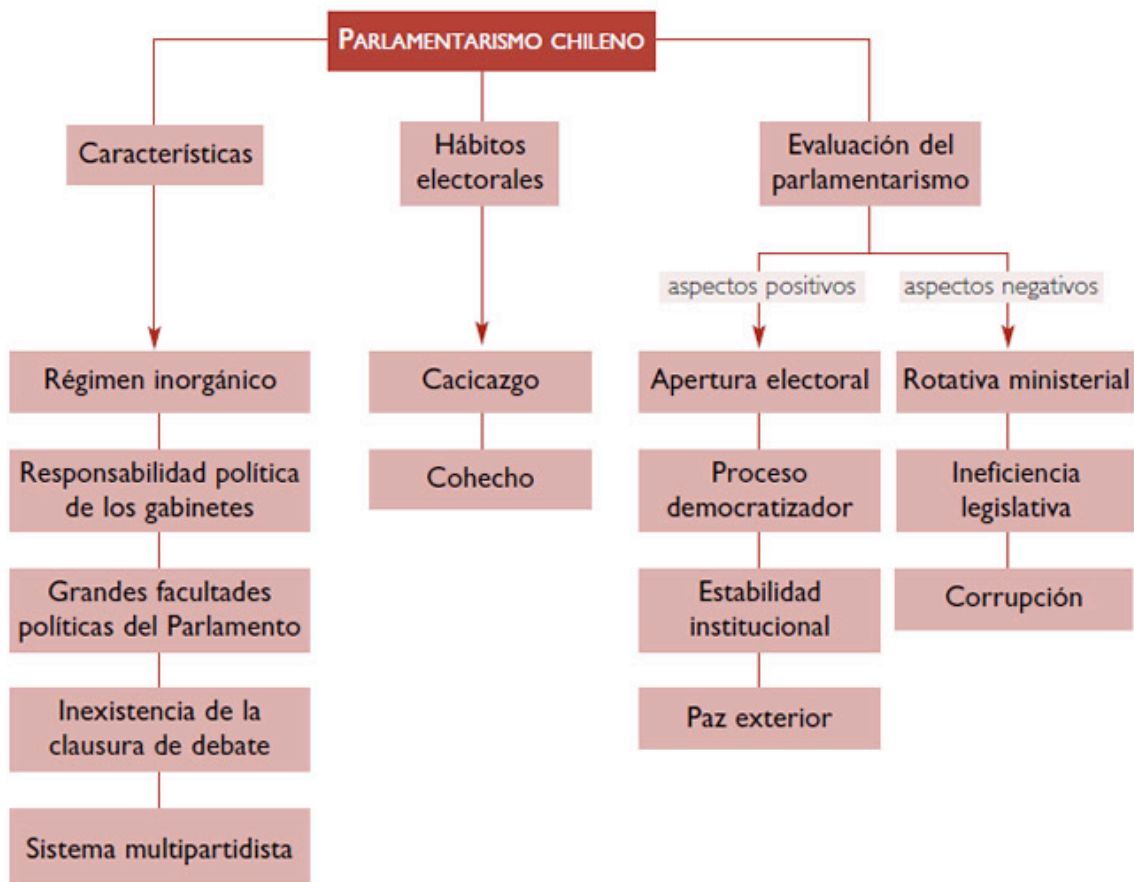 PARLAMENTARISMO CHILENO
Característícas
Hábitos
electorales
Evaluación del
parlamentarismo
aspectos positivos
aspectos negativos
Régimen inorgánico
Cacicazgo
Apertura electoral
Rotativa ministerial
Responsabilidad política
de los gabinetes
Cohecho
Proceso
democratizador
Ineficiencia
legislativa
Grandes facultades
políticas del Parlamento
Estabilidad
institucional
Corrupción
Inexistencia de la
clausura de debate
Paz exterior
Sistema multipartidista